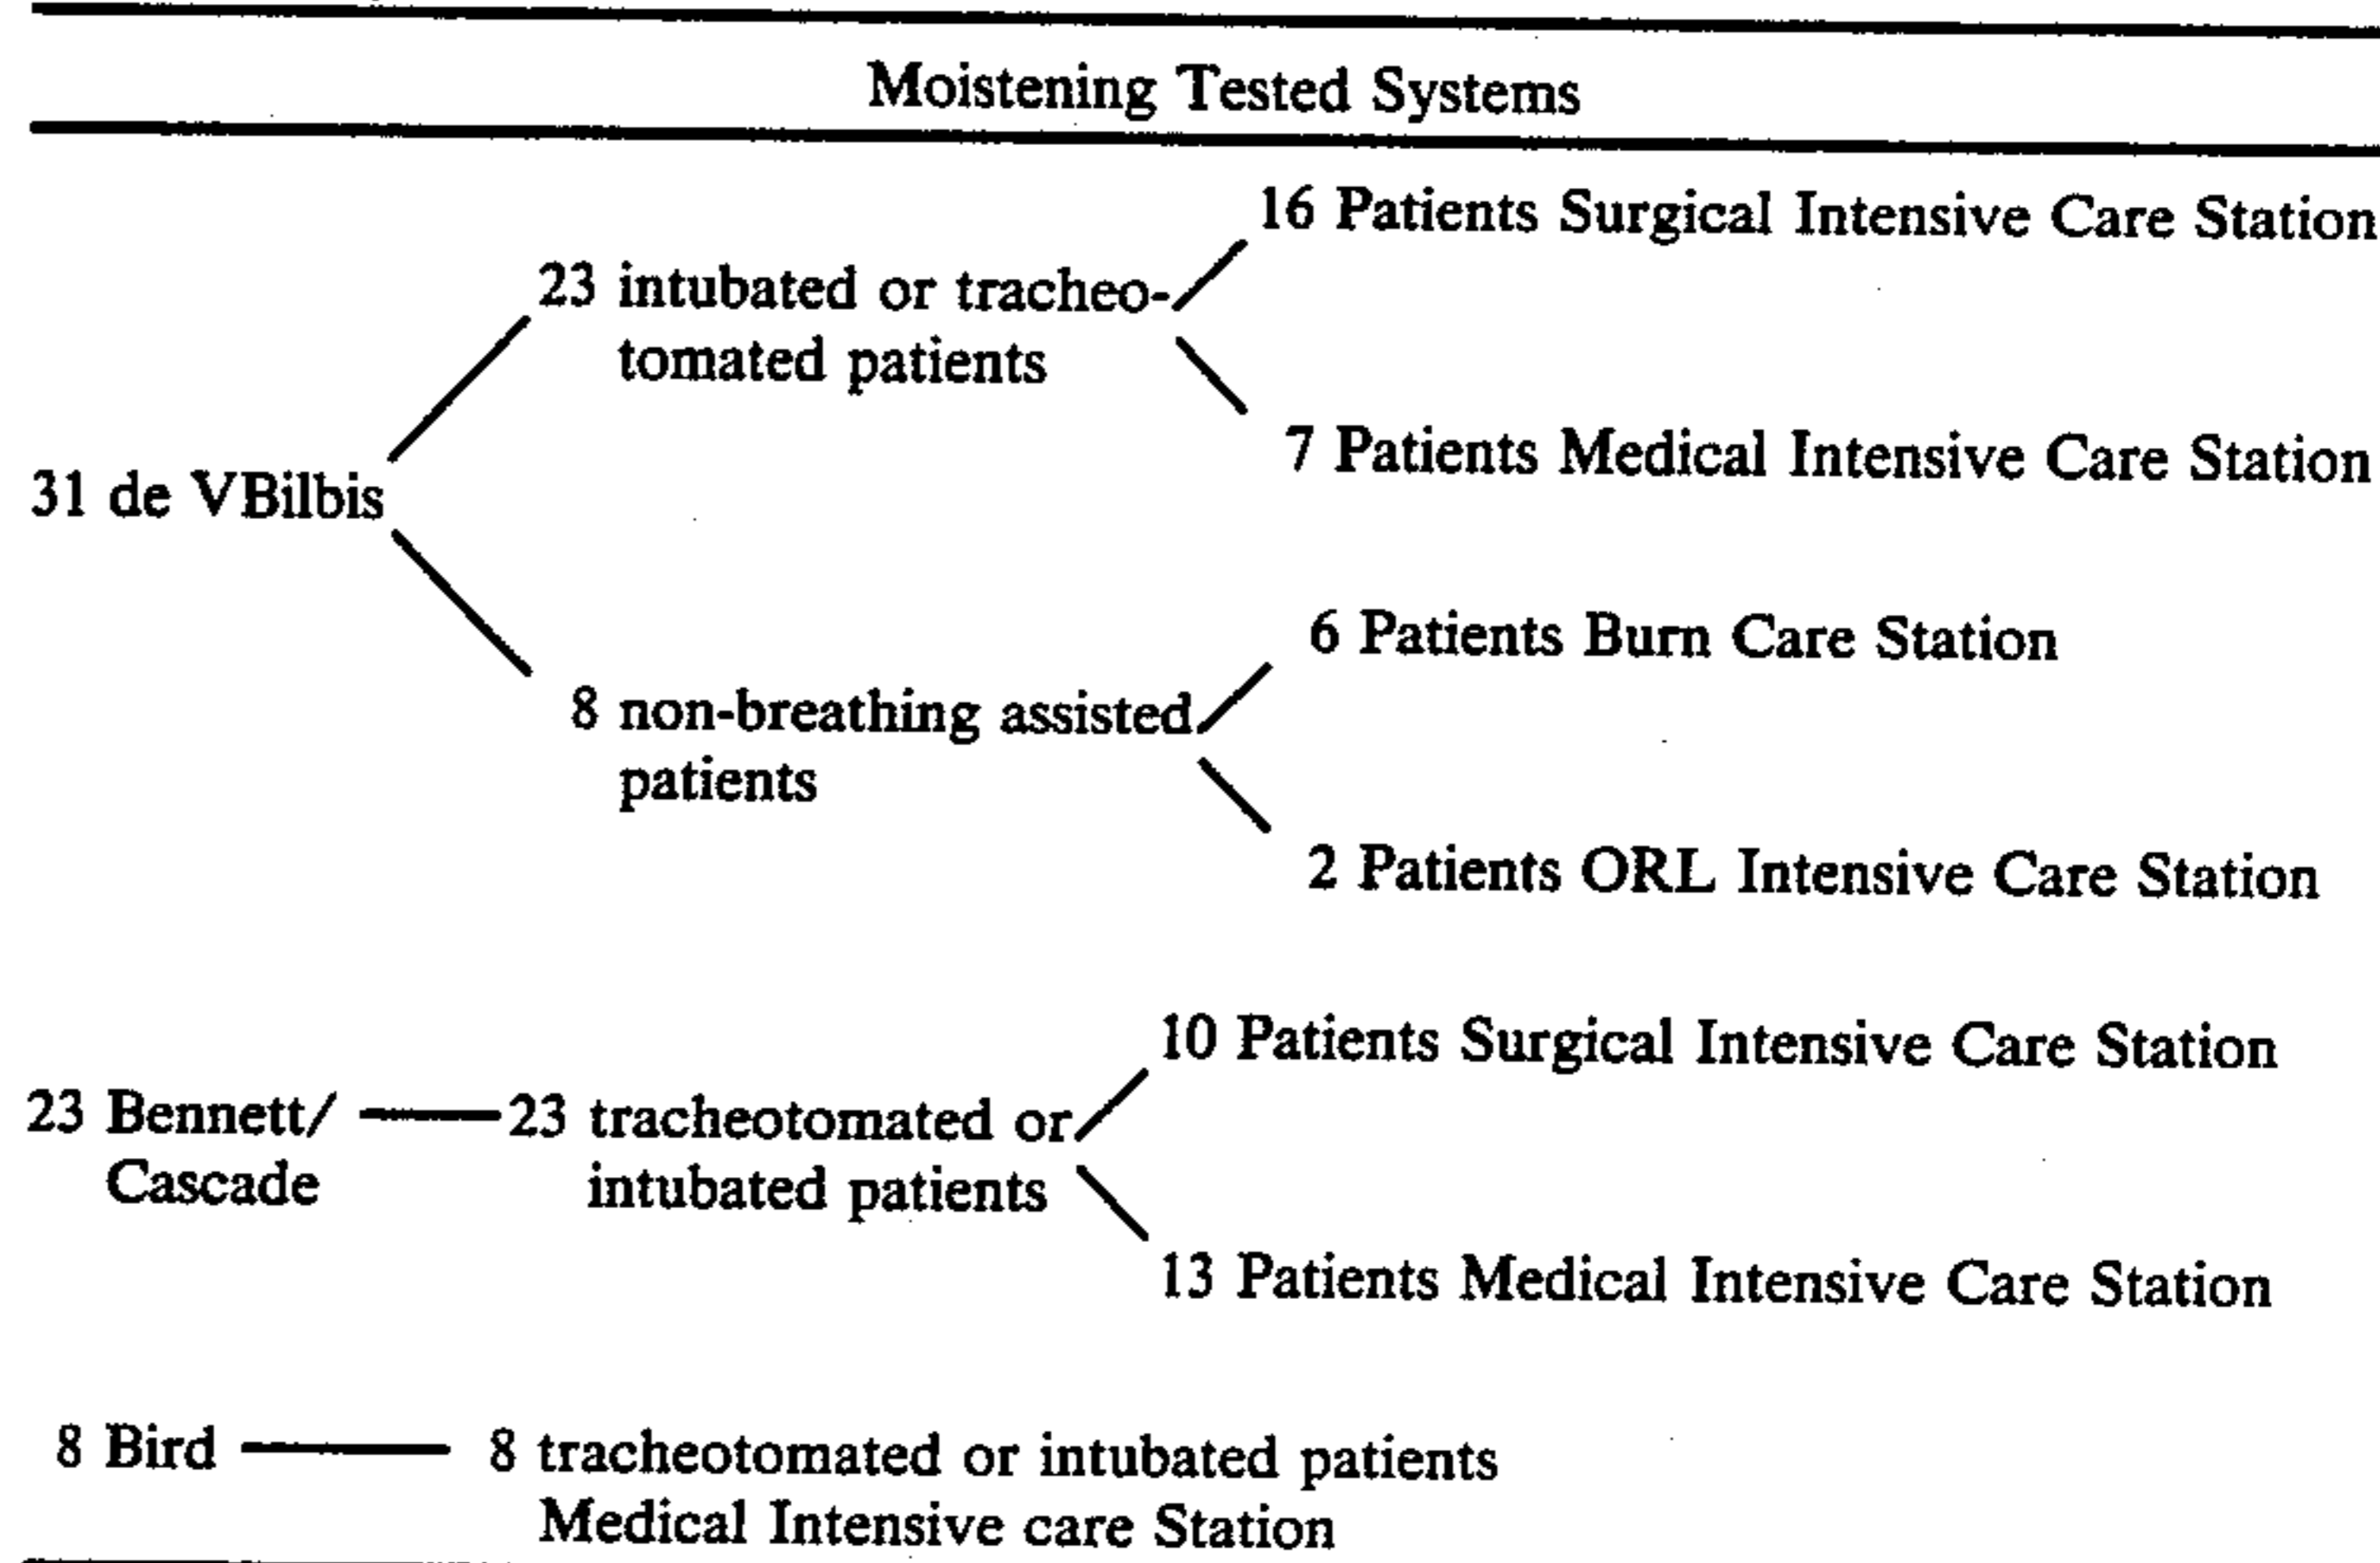 Moistening Tested Systems
16 Patients Surgical Intensive Care Station
23 intubated or tracheo-
tomated patients
7 Patients Medical Intensive Care Station
31 de VBilbis
6 Patients Burn Care Station
8 non-breathing assisted
patients
2 Patients ORL Intensive Care Station
10 Patients Surgical Intensive Care Station
23 Bennett/
Cascade
23 tracheotomated or
intubated patients
13 Patients Medical Intensive Care Station
8 Bird
8 tracheotomated or intubated patients
Medical Intensive care Station